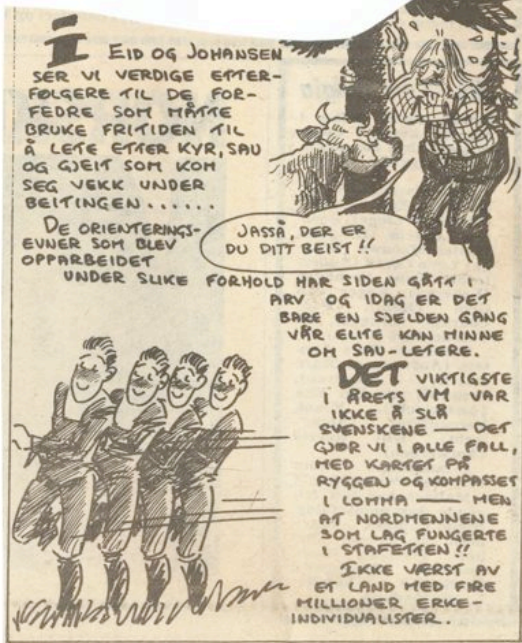 I EID OG JOHANSEN
SER VI VERDIGE ETTER-
FØLGERE TIL DE FOR-
FEDRE SOM MÅTTE
BRUKE FRITIDEN TIL
Å LETE ETTER KYR, SAU
OG GJEIT SOM KOM
SEG VEKK UNDER
BEITINGEN......
DE ORIENTERINGS-
EVNER SOM BLEV
OPPARBEIDET
UNDER SLIKE FORHOLD HAR SIDEN GÅTT I
ARV OG IDAG ER DET
BARE EN SJELDEN GANG
VÅR ELITE KAN MINNE
OM SAU-LETERE.
JASSÅ, DER ER
DU DITT BEIST!!
DET VIKTIGSTE
I ÅRETS VM VAR
IKKE Å SLÅ
SVENSKENE — DET
GJØR VI I ALLE FALL,
MED KARTET PÅ
RYGGEN OG KOMPASSET
I LOMMA — MEN
AT NORDMENNENE
SOM LAG FUNGERTE
I STAFETTEN!!
IKKE VÆRST AV
ET LAND MED FIRE
MILLIONER ERKE-
INDIVIDUALISTER.